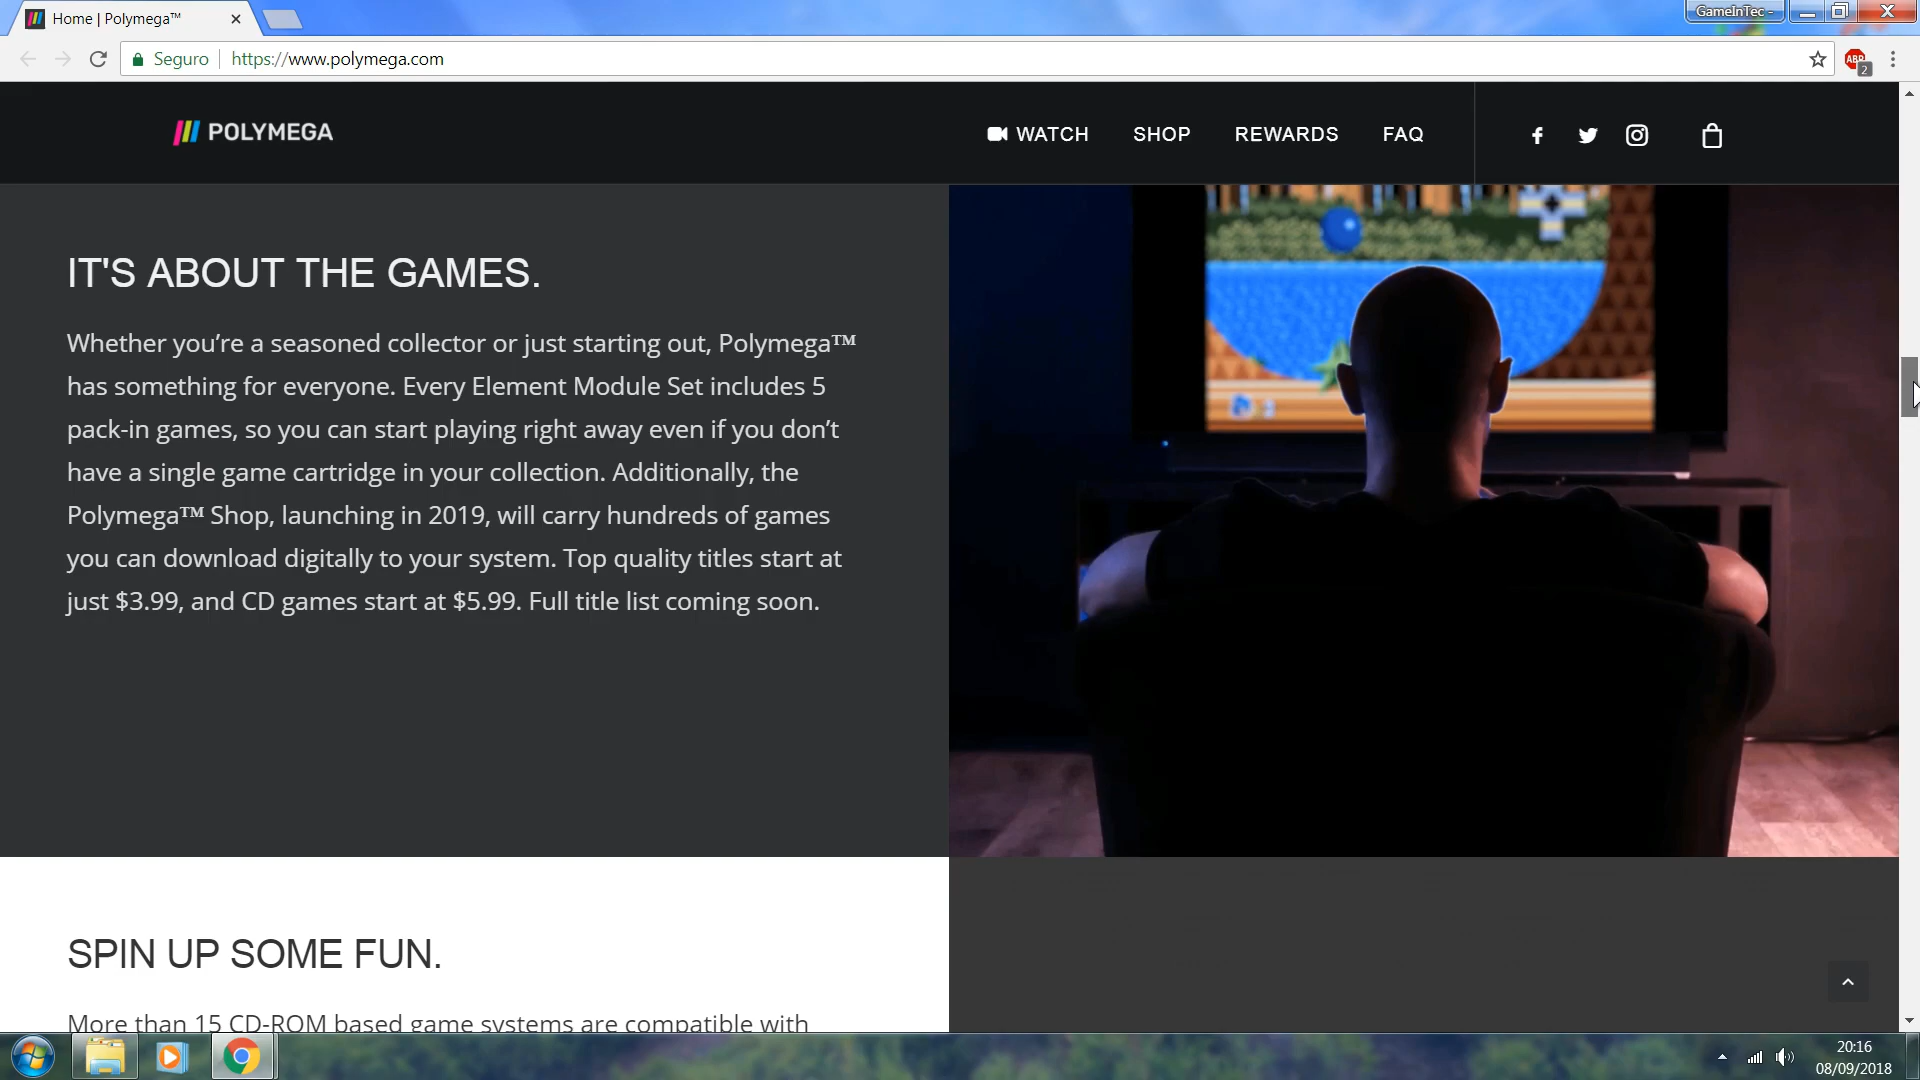 Home | Polymega™
GameInTec -
Seguro
https://www.polymega.com
ABP
2
POLYMEGA
WATCH
SHOP
REWARDS
FAQ
IT'S ABOUT THE GAMES.
Whether you’re a seasoned collector or just starting out, Polymega™
has something for everyone. Every Element Module Set includes 5
pack-in games, so you can start playing right away even if you don’t
have a single game cartridge in your collection. Additionally, the
Polymega™ Shop, launching in 2019, will carry hundreds of games
you can download digitally to your system. Top quality titles start at
just $3.99, and CD games start at $5.99. Full title list coming soon.
SPIN UP SOME FUN.
More than 15 CD-ROM based game systems are compatible with
20:16
08/09/2018